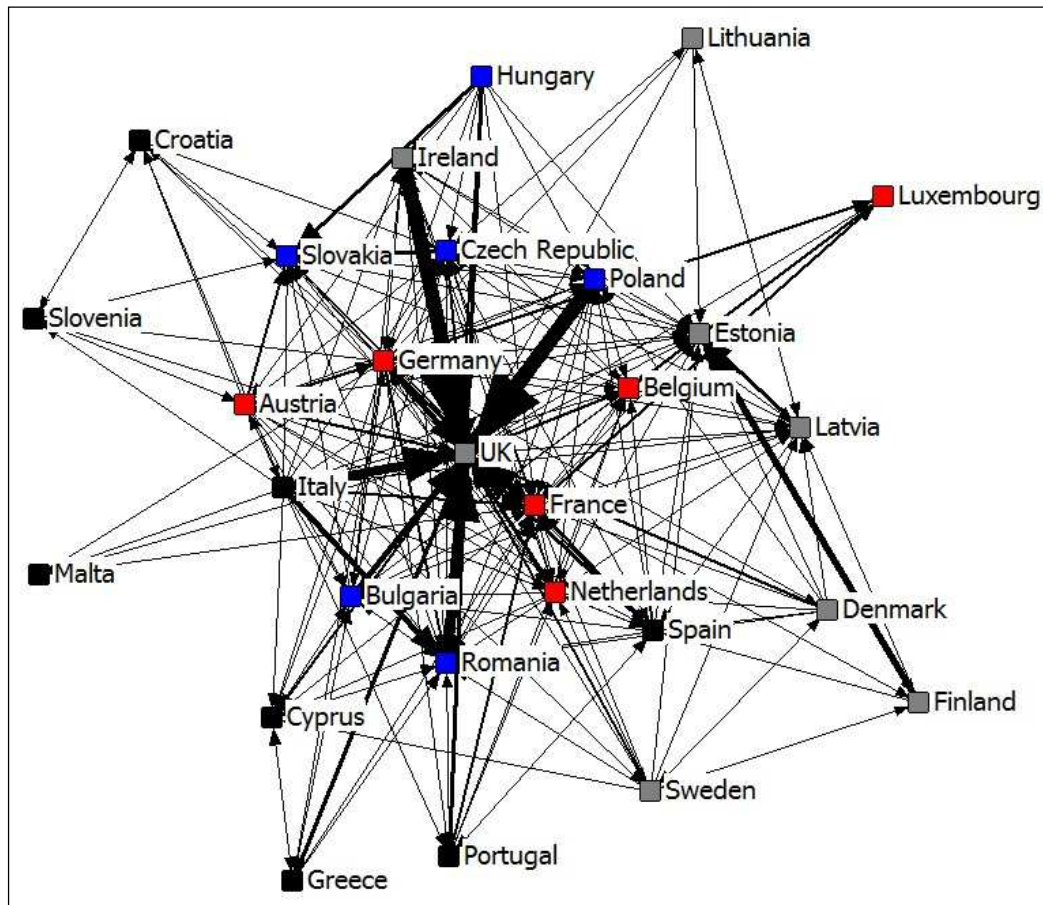 Lithuania
Hungary
Croatia
Ireland
Luxembourg
Czech Republic
Slovakia
Poland
Slovenia
Estonia
Germany
Belgium
Austria
Latvia
UK
Italy
France
Malta
Netherlands
Bulgaria
Denmark
Spain
Romania
Finland
Cyprus
Sweden
Portugal
Greece